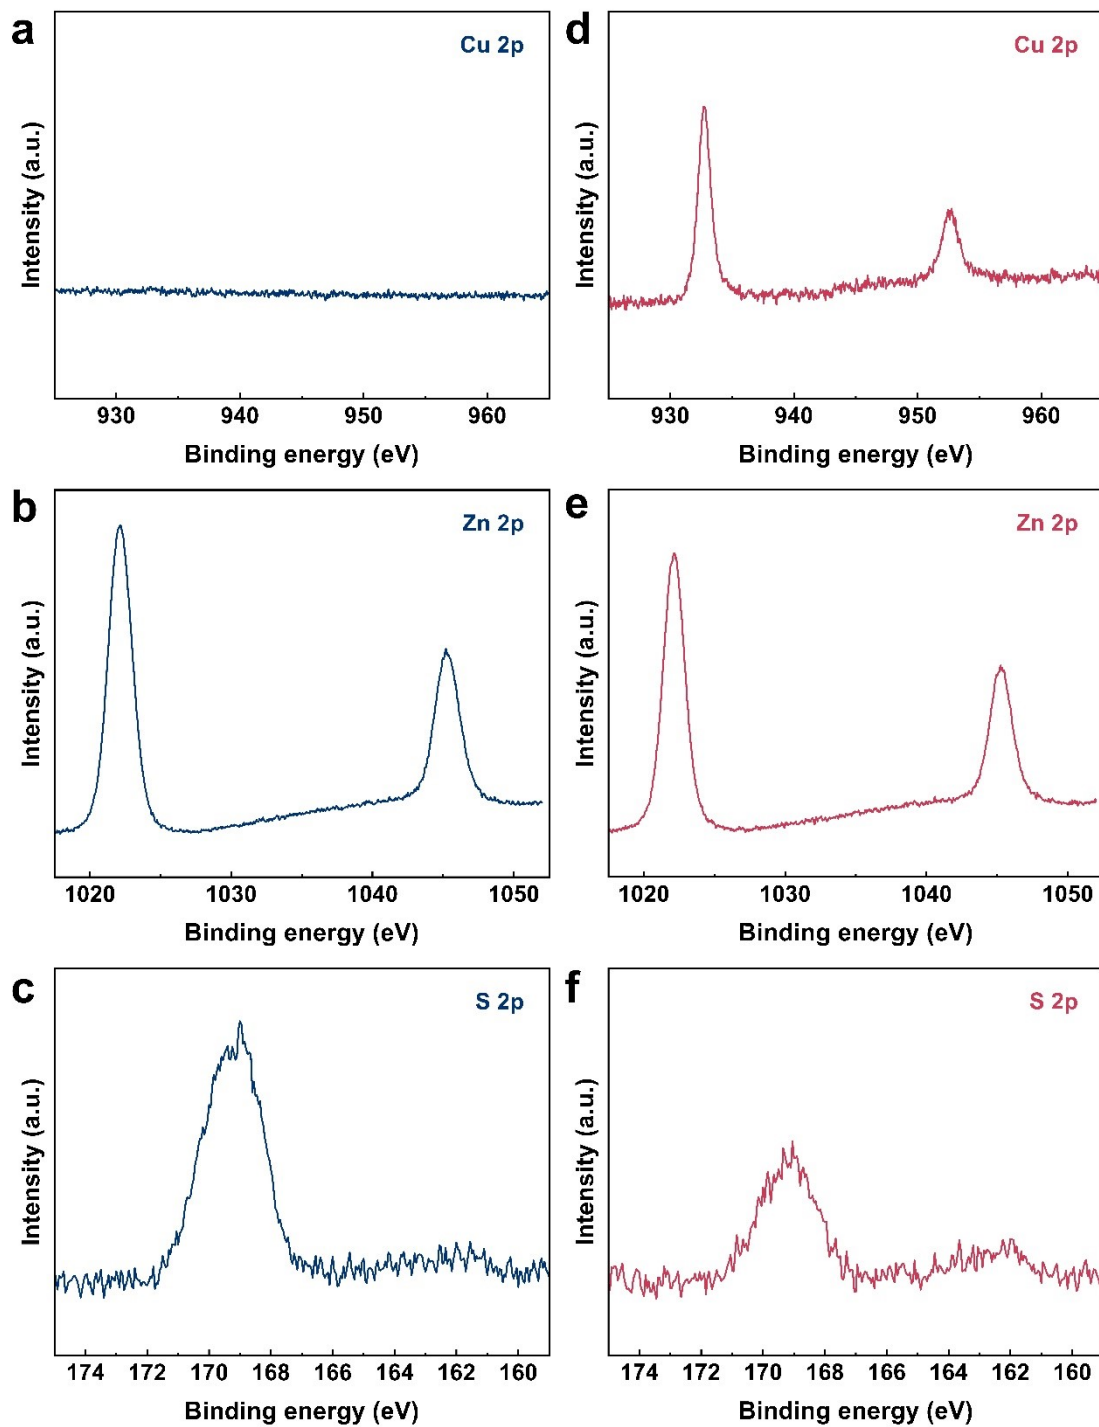 a
Cu 2p
Intensity (a.u.)
930 940 950 960
Binding energy (eV)
d
Cu 2p
Intensity (a.u.)
930 940 950 960
Binding energy (eV)
b
Zn 2p
Intensity (a.u.)
1020 1030 1040 1050
Binding energy (eV)
e
Zn 2p
Intensity (a.u.)
1020 1030 1040 1050
Binding energy (eV)
c
S 2p
Intensity (a.u.)
174 172 170 168 166 164 162 160
Binding energy (eV)
f
S 2p
Intensity (a.u.)
174 172 170 168 166 164 162 160
Binding energy (eV)